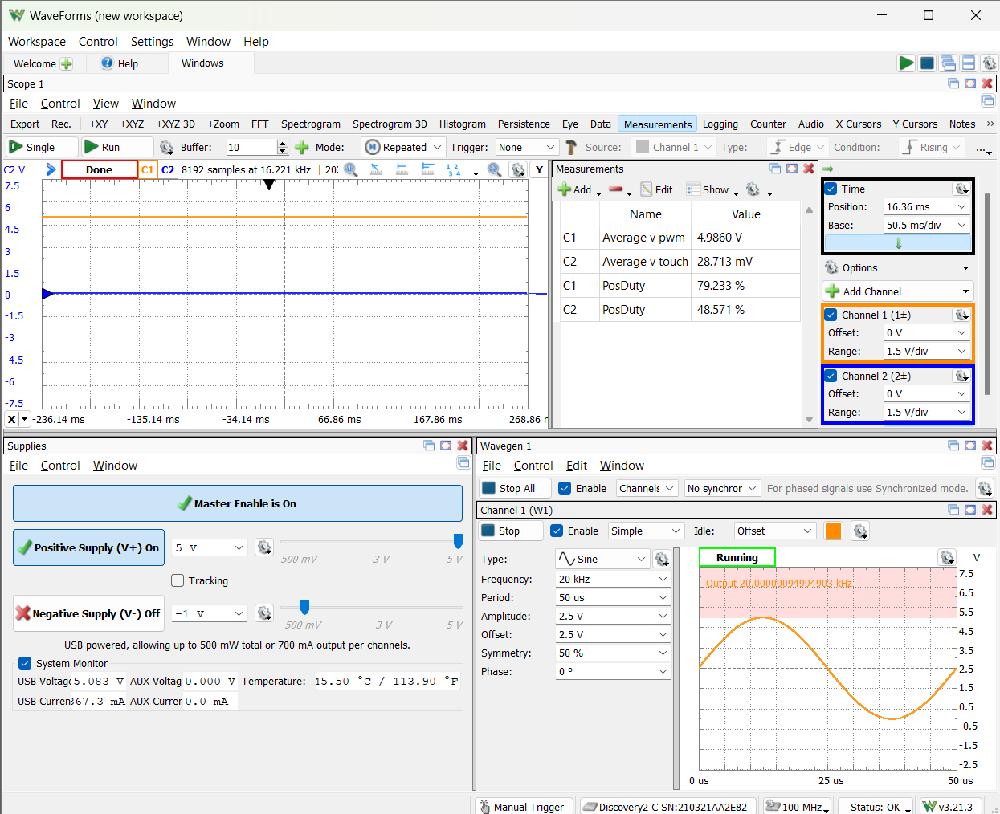 WaveForms (new workspace)
Workspace Control Settings Window Help
Welcome Help Windows
Scope 1
File Control View Window
Export Rec. +XY +XYZ +XYZ 3D +Zoom FFT Spectrogram Spectrogram 3D Histogram Persistence Eye Data Measurements Logging Counter Audio X Cursors Y Cursors Notes »
Single Run Buffer: 10 Mode: Repeated Trigger: None Source: Channel 1 Type: Edge Condition: Rising ...
C2 V Done C1 C2 8192 samples at 16.221 kHz | 202 Y
7.5
6
4.5
3
1.5
0
-1.5
-3
-4.5
-6
-7.5
X -236.14 ms -135.14 ms -34.14 ms 66.86 ms 167.86 ms 268.86 m
Measurements
Add Edit Show
Name Value
C1 Average v pwm 4.9860 V
C2 Average v touch 28.713 mV
C1 PosDuty 79.233 %
C2 PosDuty 48.571 %
Time
Position: 16.36 ms
Base: 50.5 ms/div
Options
Add Channel
Channel 1 (1±)
Offset: 0 V
Range: 1.5 V/div
Channel 2 (2±)
Offset: 0 V
Range: 1.5 V/div
Supplies
File Control Window
Master Enable is On
Positive Supply (V+) On 5 V 500 mV 3 V 5 V
Tracking
Negative Supply (V-) Off -1 V -500 mV -3 V -5 V
USB powered, allowing up to 500 mW total or 700 mA output per channels.
System Monitor
USB Voltage 5.083 V AUX Voltag 0.000 V Temperature: 45.50 °C / 113.90 °F
USB Curren 67.3 mA AUX Currer 0.0 mA
Wavegen 1
File Control Edit Window
Stop All Enable Channels No synchror For phased signals use Synchronized mode.
Channel 1 (W1)
Stop Enable Simple Idle: Offset
Type: Sine
Frequency: 20 kHz
Period: 50 us
Amplitude: 2.5 V
Offset: 2.5 V
Symmetry: 50 %
Phase: 0 °
Running V
Output 20.00000094994903 kHz
7.5
6.5
5.5
4.5
3.5
2.5
1.5
0.5
-0.5
-1.5
-2.5
0 us 25 us 50 us
Manual Trigger Discovery2 C SN:210321AA2E82 100 MHz Status: OK v3.21.3